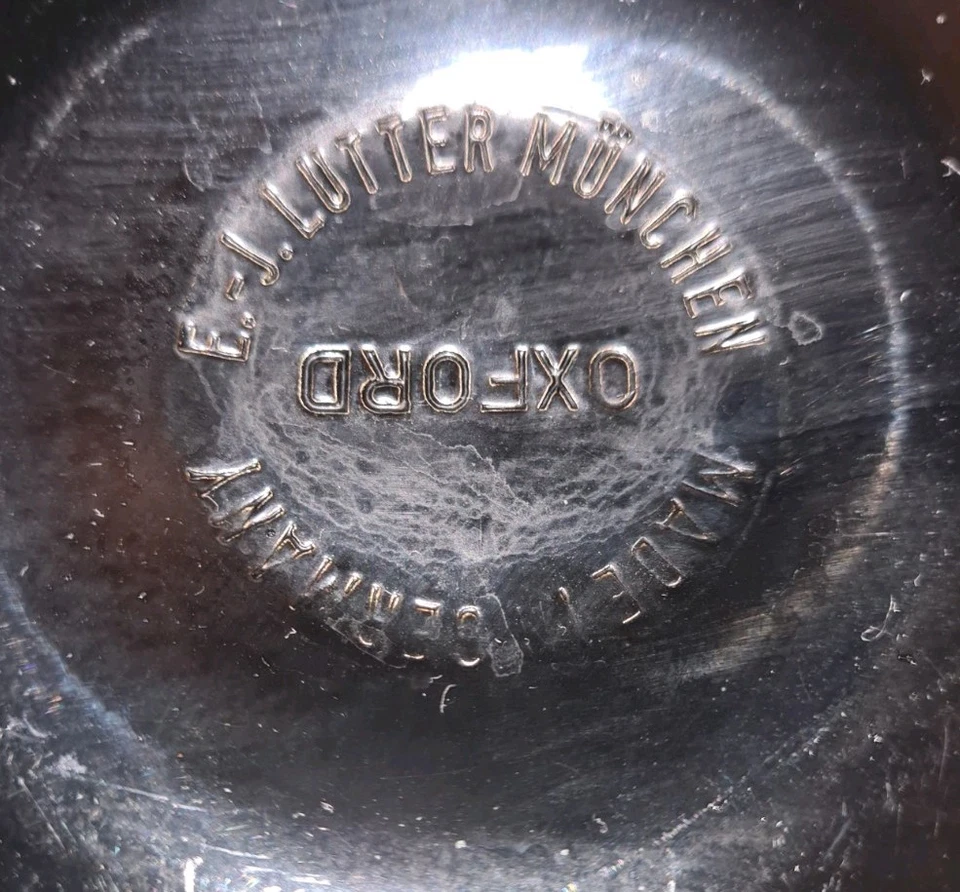 E.-J. LUTTER MÜNCHEN
OXFORD
MADE IN GERMANY